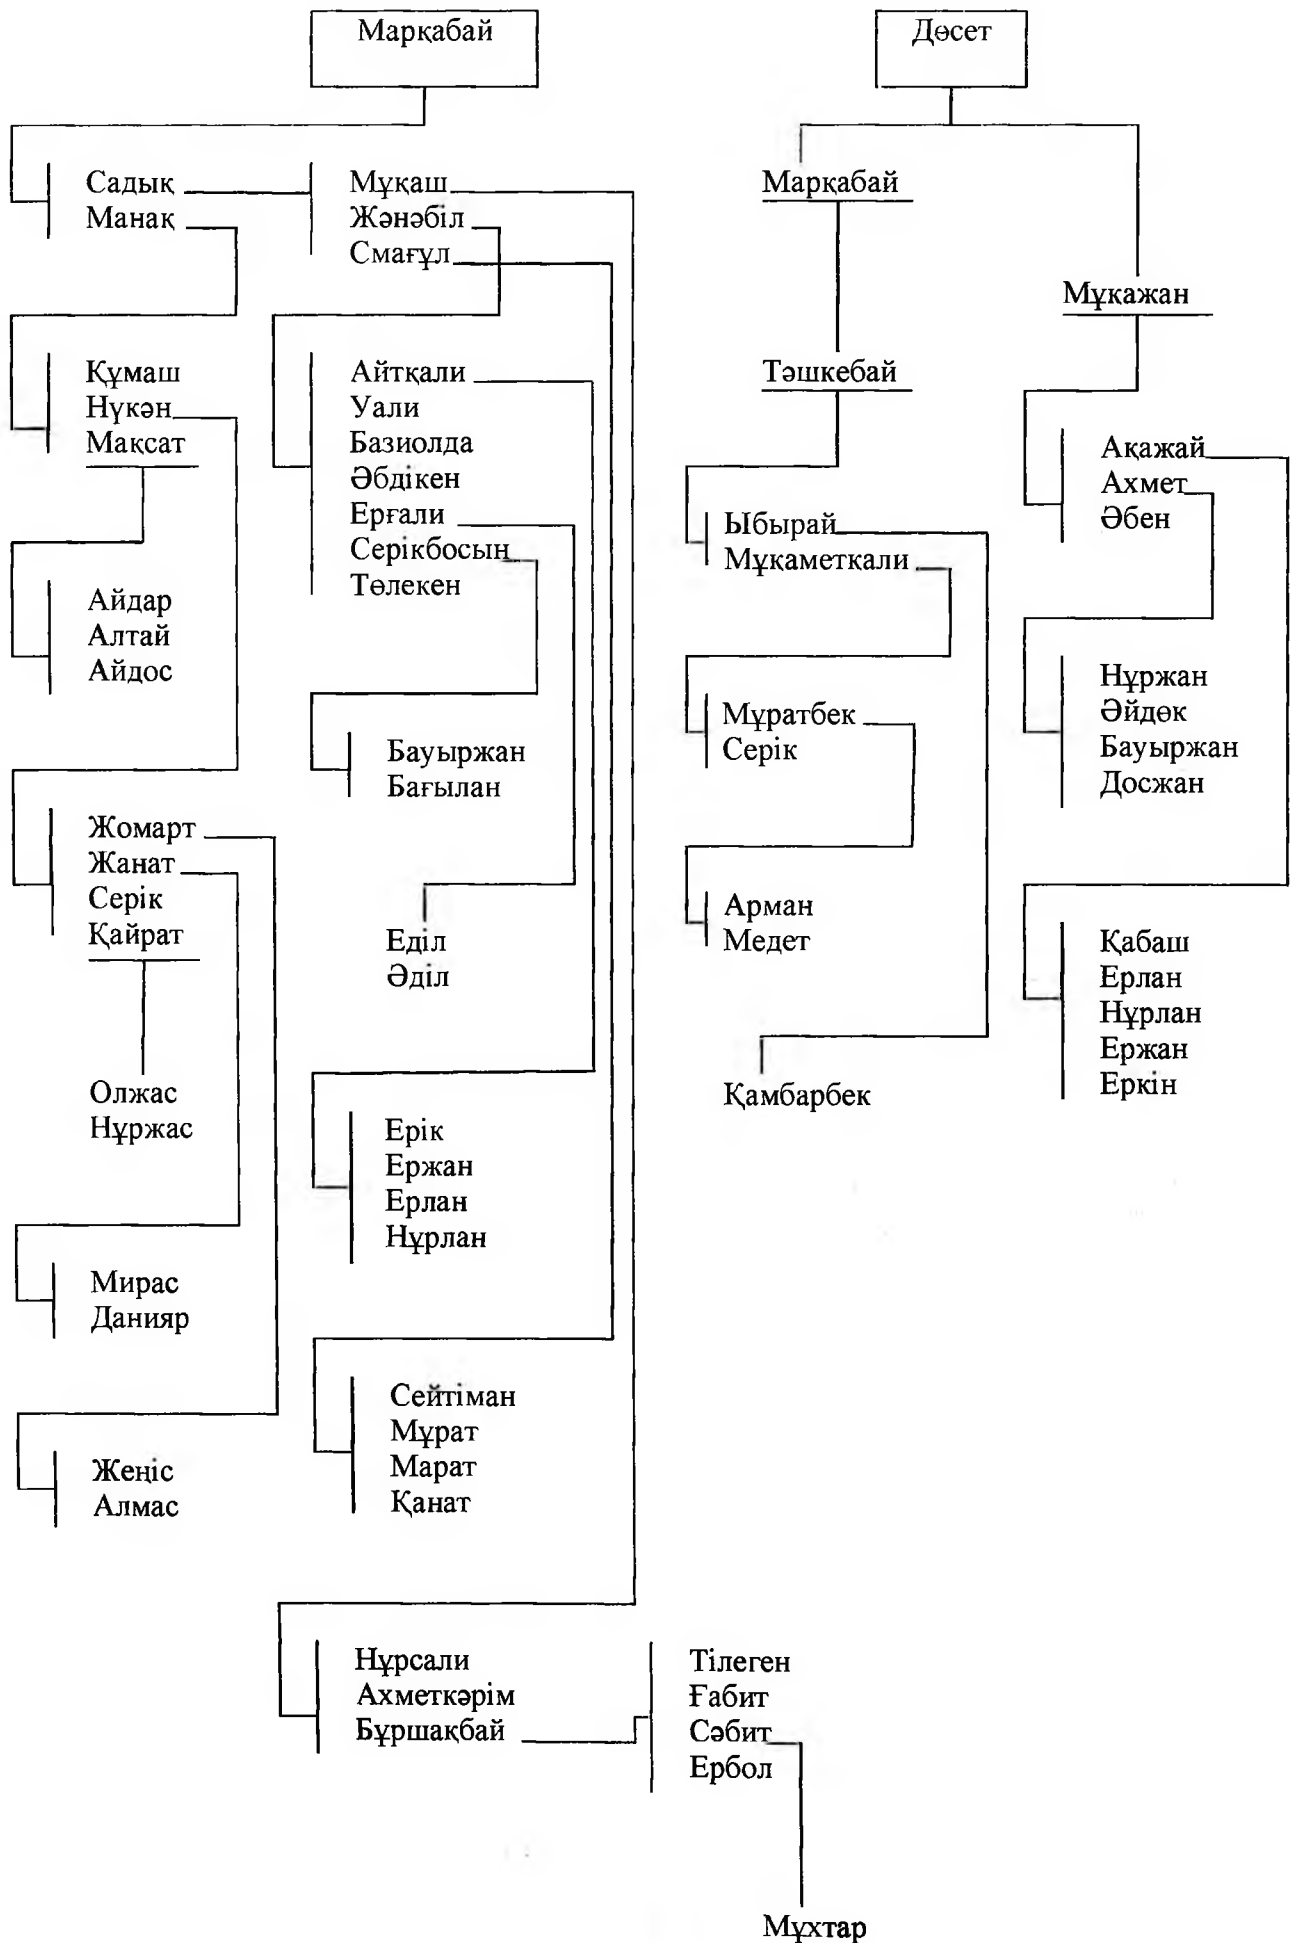 Марқабай
Садық
Манақ
Мұқаш
Жәнәбіл
Смағұл
Құмаш
Нүкән
Мақсат
Айтқали
Уали
Базиолда
Әбдікен
Ерғали
Серікбосын
Төлекен
Айдар
Алтай
Айдос
Бауыржан
Бағылан
Жомарт
Жанат
Серік
Қайрат
Еділ
Әділ
Олжас
Нұржас
Ерік
Ержан
Ерлан
Нұрлан
Мирас
Данияр
Сейтіман
Мұрат
Марат
Қанат
Жеңіс
Алмас
Нұрсали
Ахметкәрім
Бұршақбай
Тілеген
Ғабит
Сәбит
Ербол
Мұхтар
Дөсет
Марқабай
Мұкажан
Тәшкебай
Ыбырай
Мұқаметкали
Ақажай
Ахмет
Әбен
Мұратбек
Серік
Нұржан
Әйдөк
Бауыржан
Досжан
Арман
Медет
Қабаш
Ерлан
Нұрлан
Ержан
Еркін
Қамбарбек